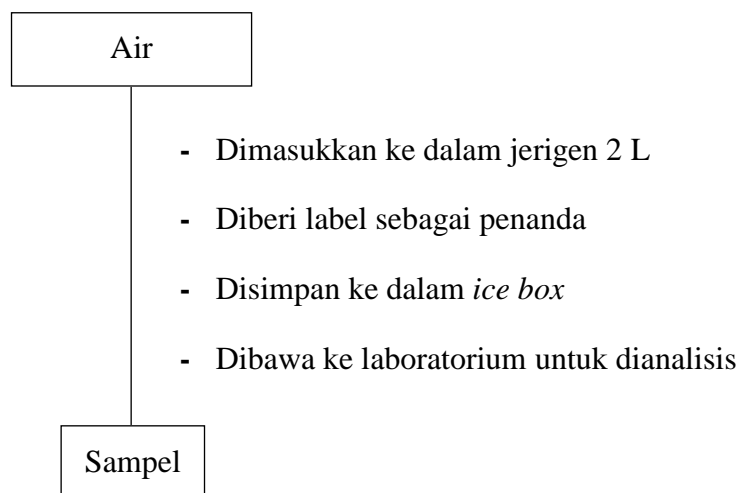 Air
- Dimasukkan ke dalam jerigen 2 L
- Diberi label sebagai penanda
- Disimpan ke dalam ice box
- Dibawa ke laboratorium untuk dianalisis
Sampel